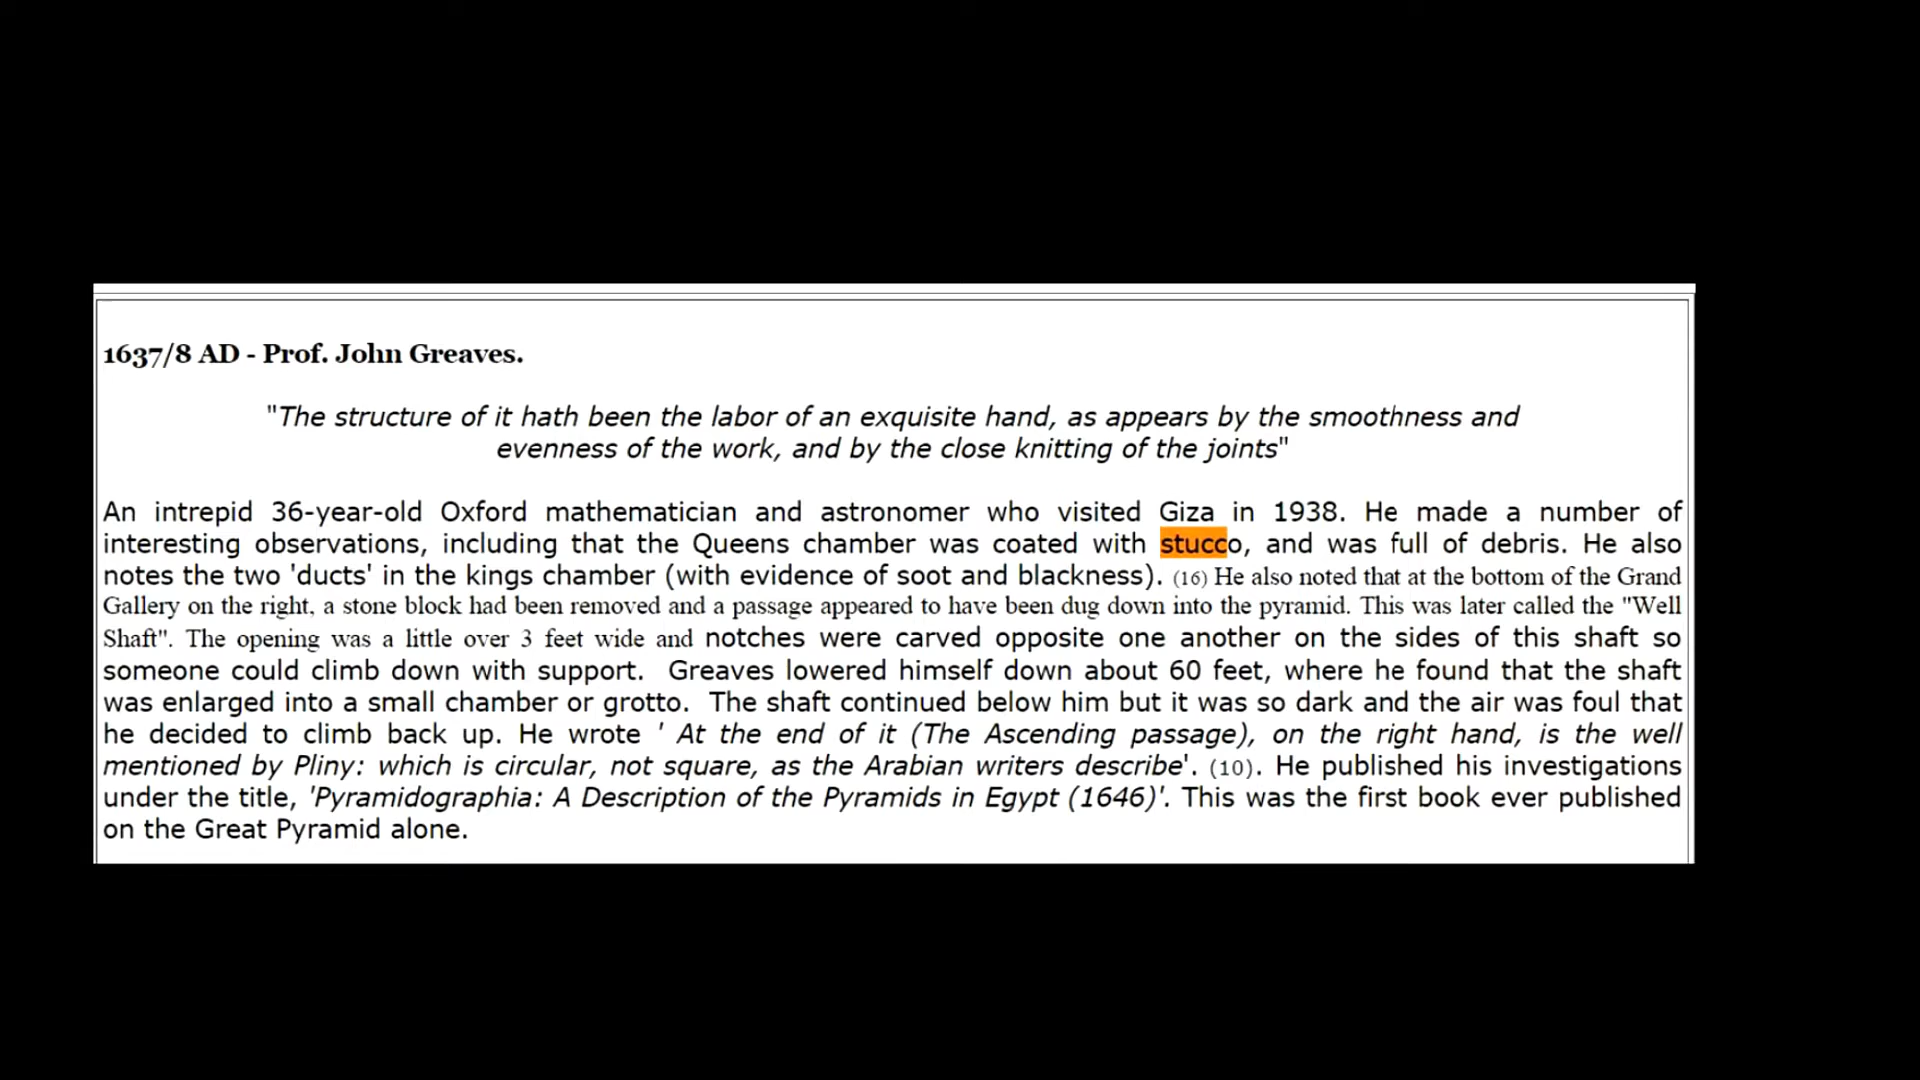 1637/8 AD - Prof. John Greaves.
"The structure of it hath been the labor of an exquisite hand, as appears by the smoothness and
evenness of the work, and by the close knitting of the joints"
An intrepid 36-year-old Oxford mathematician and astronomer who visited Giza in 1938. He made a number of
interesting observations, including that the Queens chamber was coated with stucco, and was full of debris. He also
notes the two 'ducts' in the kings chamber (with evidence of soot and blackness). (16) He also noted that at the bottom of the Grand
Gallery on the right, a stone block had been removed and a passage appeared to have been dug down into the pyramid. This was later called the "Well
Shaft". The opening was a little over 3 feet wide and notches were carved opposite one another on the sides of this shaft so
someone could climb down with support. Greaves lowered himself down about 60 feet, where he found that the shaft
was enlarged into a small chamber or grotto. The shaft continued below him but it was so dark and the air was foul that
he decided to climb back up. He wrote ' At the end of it (The Ascending passage), on the right hand, is the well
mentioned by Pliny: which is circular, not square, as the Arabian writers describe'. (10). He published his investigations
under the title, 'Pyramidographia: A Description of the Pyramids in Egypt (1646)'. This was the first book ever published
on the Great Pyramid alone.